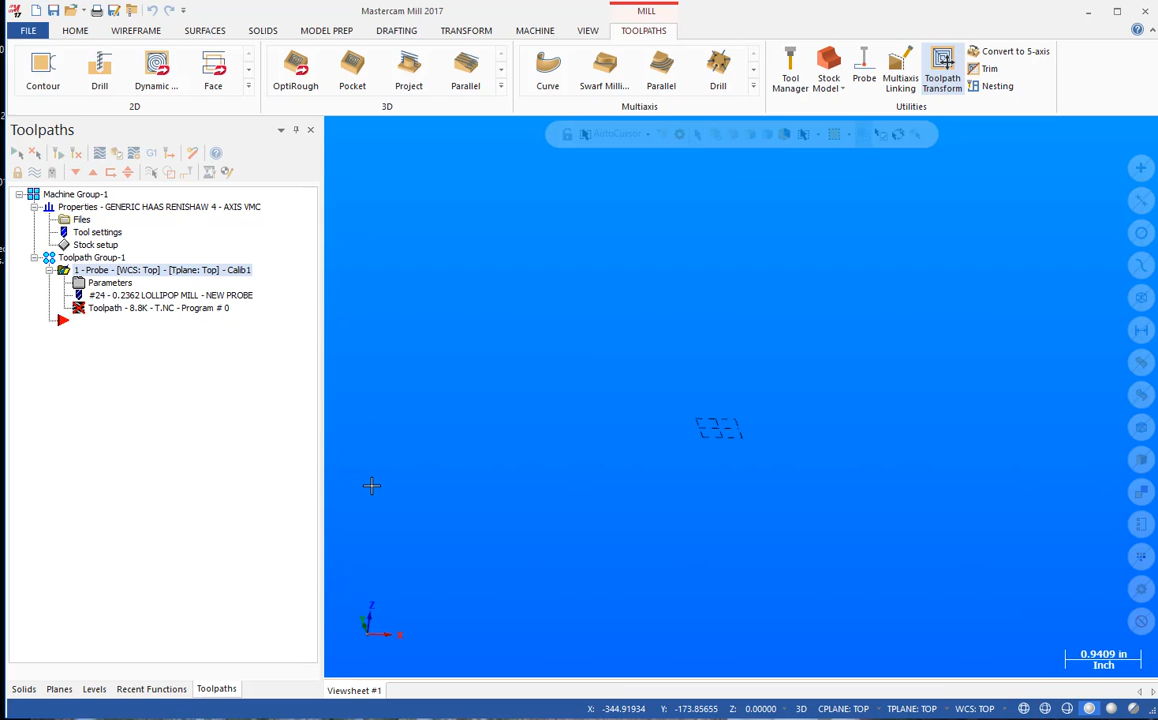 Mastercam Mill 2017
MILL
FILE HOME WIREFRAME SURFACES SOLIDS MODEL PREP DRAFTING TRANSFORM MACHINE VIEW TOOLPATHS
Contour Drill Dynamic ... Face OptiRough Pocket Project Parallel Curve Swarf Milli... Parallel Drill Tool Manager Stock Model Probe Multiaxis Linking Toolpath Transform
Convert to 5-axis
Trim
Nesting
2D 3D Multiaxis Utilities
Toolpaths
AutoCursor
G1
Machine Group-1
Properties - GENERIC HAAS RENISHAW 4 - AXIS VMC
Files
Tool settings
Stock setup
Toolpath Group-1
1 - Probe - [WCS: Top] - [Tplane: Top] - Calib1
Parameters
#24 - 0.2362 LOLLIPOP MILL - NEW PROBE
Toolpath - 8.8K - T.NC - Program # 0
Z
X
0.9409 in
Inch
Solids Planes Levels Recent Functions Toolpaths
Viewsheet #1
X: -344.91934 Y: -173.85655 Z: 0.00000 3D CPLANE: TOP TPLANE: TOP WCS: TOP